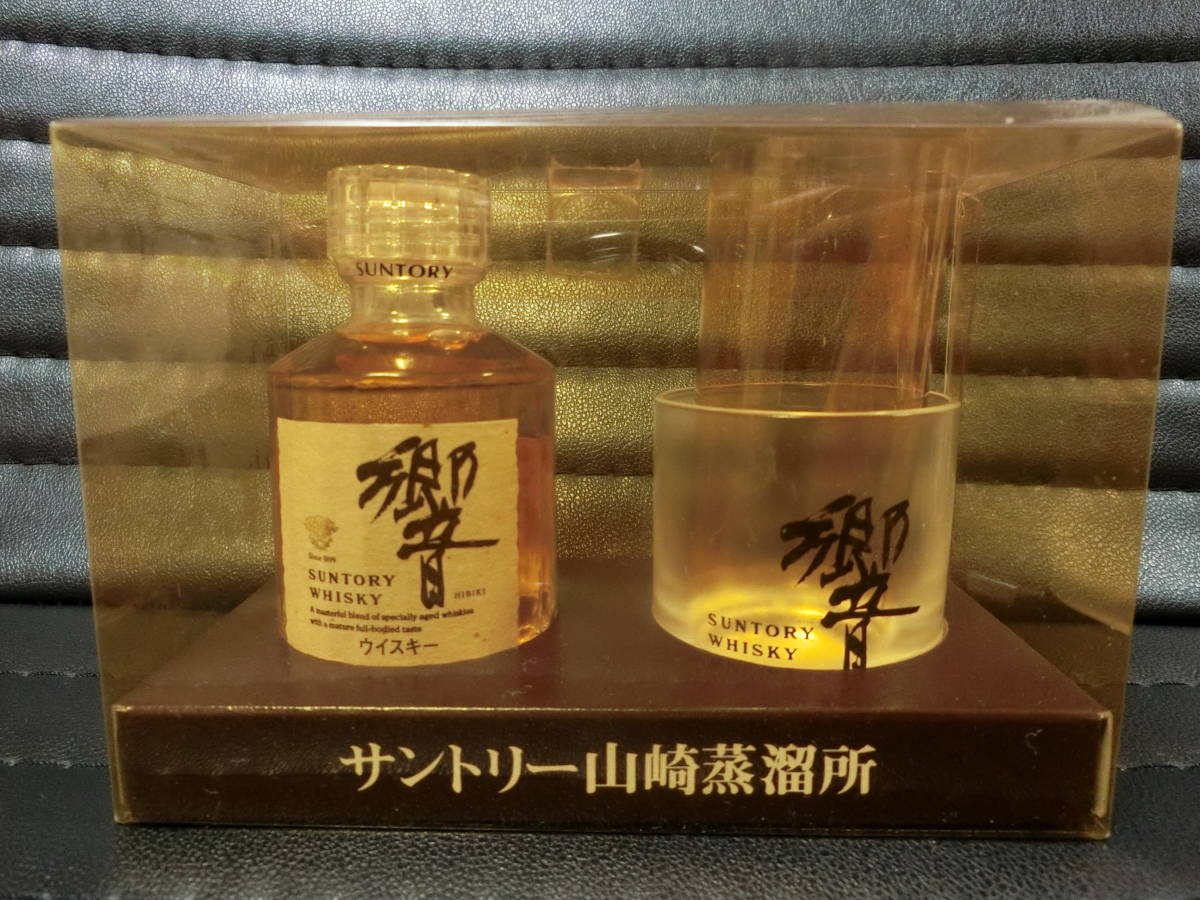 SUNTORY
響
Since 1899
SUNTORY
WHISKY
HIBIKI
A masterful blend of specially aged whiskies
with a mature full-bodied taste
ウイスキー
響
SUNTORY
WHISKY
サントリー山崎蒸溜所